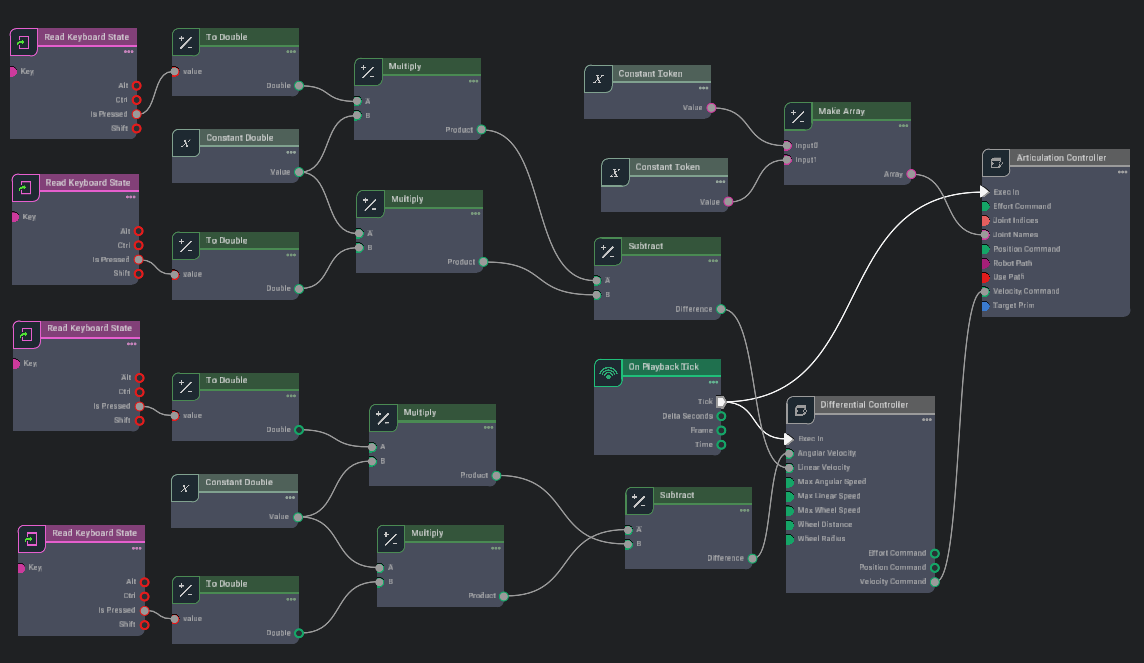 Read Keyboard State
Key
Alt
Ctrl
Is Pressed
Shift
To Double
value
Double
Constant Double
Value
Multiply
A
B
Product
Read Keyboard State
Key
Alt
Ctrl
Is Pressed
Shift
To Double
value
Double
Multiply
A
B
Product
Constant Token
Value
Constant Token
Value
Make Array
Input0
Input1
Array
Subtract
A
B
Difference
Articulation Controller
Exec In
Effort Command
Joint Indices
Joint Names
Position Command
Robot Path
Use Path
Velocity Command
Target Prim
Read Keyboard State
Key
Alt
Ctrl
Is Pressed
Shift
To Double
value
Double
Constant Double
Value
Multiply
A
B
Product
Read Keyboard State
Key
Alt
Ctrl
Is Pressed
Shift
To Double
value
Double
Multiply
A
B
Product
On Playback Tick
Tick
Delta Seconds
Frame
Time
Subtract
A
B
Difference
Differential Controller
Exec In
Angular Velocity
Linear Velocity
Max Angular Speed
Max Linear Speed
Max Wheel Speed
Wheel Distance
Wheel Radius
Effort Command
Position Command
Velocity Command